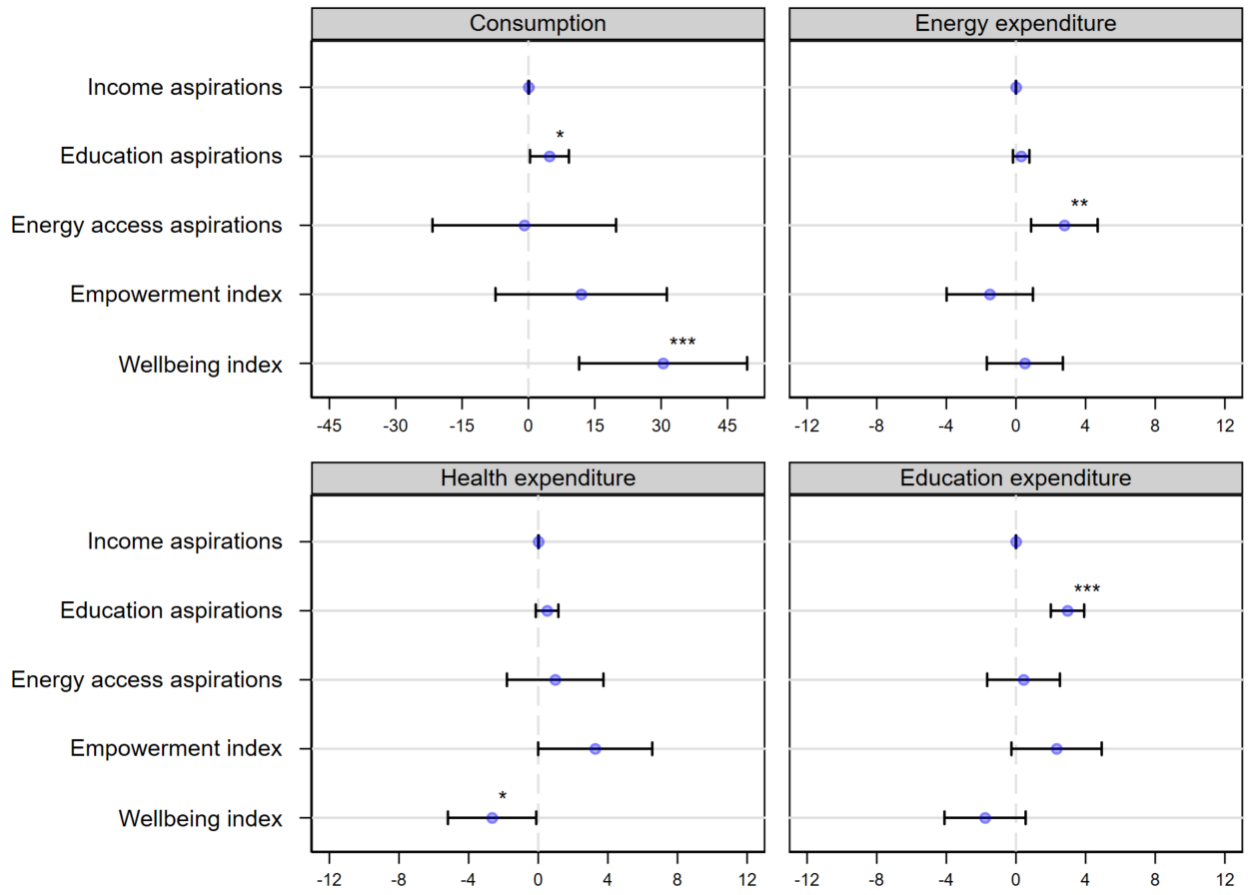 Consumption
Energy expenditure
Income aspirations
Education aspirations
*
Energy access aspirations
**
Empowerment index
Wellbeing index
***
-45 -30 -15 0 15 30 49
-12 -8 -4 0 4 8 12
Health expenditure
Education expenditure
Income aspirations
Education aspirations
***
Energy access aspirations
Empowerment index
Wellbeing index
*
-12 -8 -4 0 4 8 12
-12 -8 -4 0 4 8 12